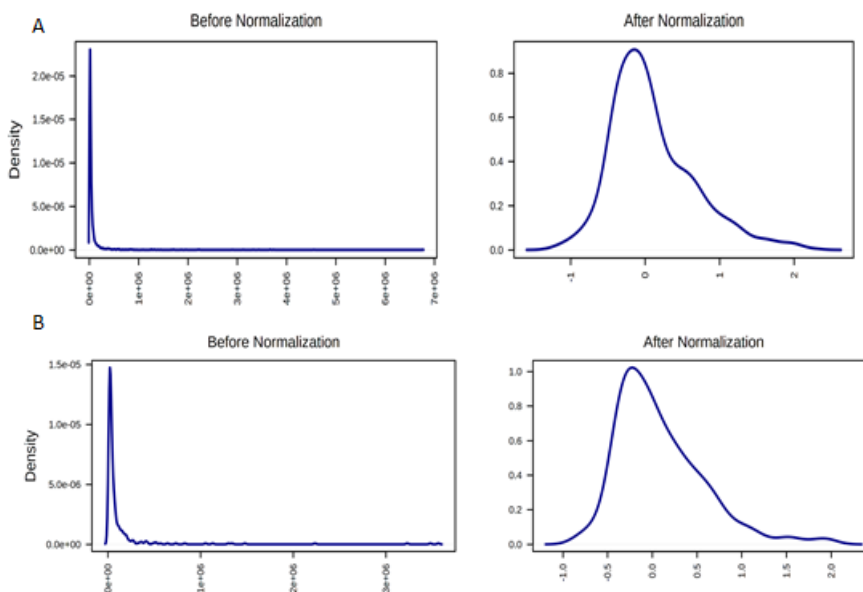 A
Before Normalization
After Normalization
Density
2.0e-05
1.5e-05
1.0e-05
5.0e-06
0.0e+00
0e+00
1e+06
2e+06
3e+06
4e+06
5e+06
6e+06
7e+06
0.8
0.6
0.4
0.2
0.0
-1
0
1
2
B
Before Normalization
After Normalization
Density
1.5e-05
1.0e-05
5.0e-06
0.0e+00
0e+00
1e+06
2e+06
3e+06
1.0
0.8
0.6
0.4
0.2
0.0
-1.0
-0.5
0.0
0.5
1.0
1.5
2.0